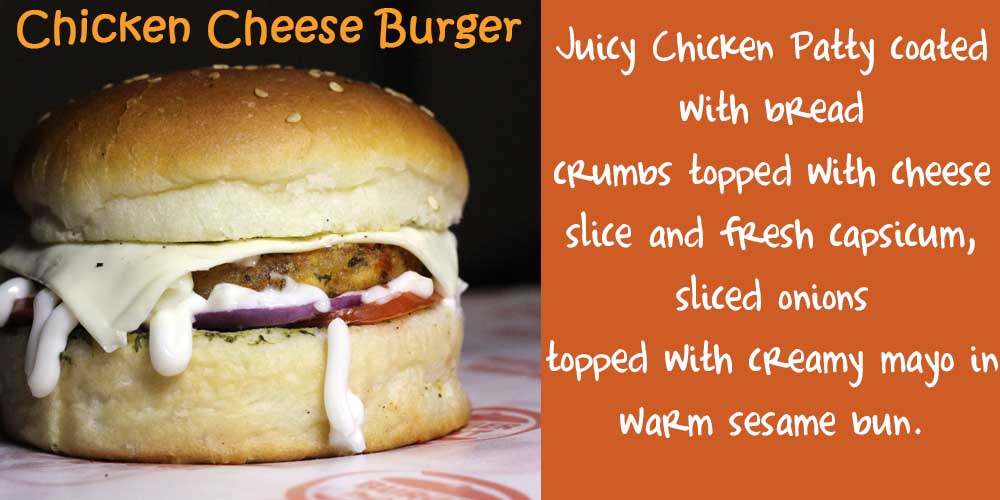 Chicken Cheese Burger
Juicy Chicken Patty coated
with bread
crumbs topped with cheese
slice and fresh capsicum,
sliced onions
topped with creamy mayo in
warm sesame bun.